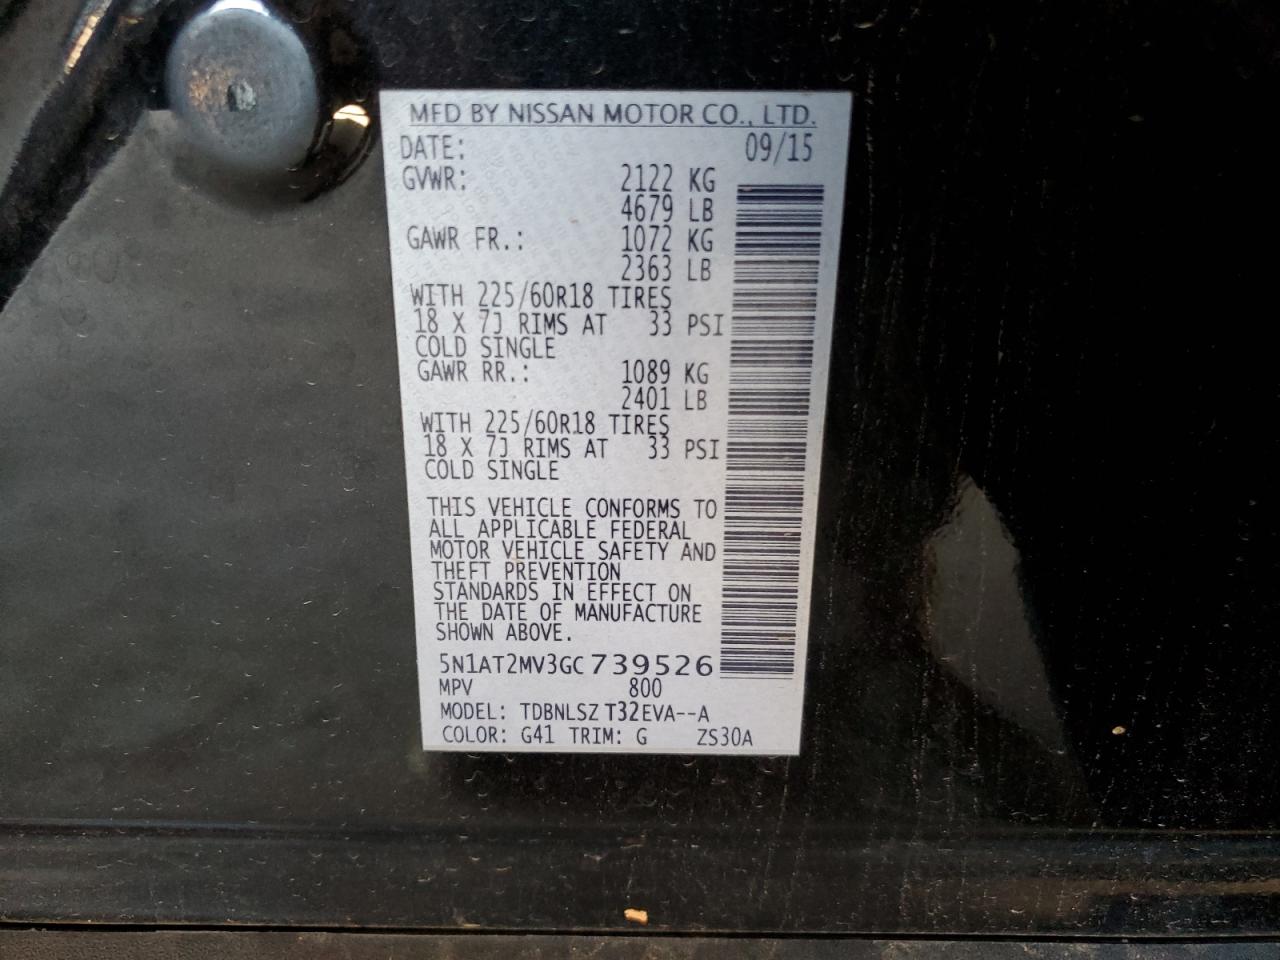 MFD BY NISSAN MOTOR CO., LTD.
DATE: 09/15
GVWR: 2122 KG
4679 LB
GAWR FR.: 1072 KG
2363 LB
WITH 225/60R18 TIRES
18 X 7J RIMS AT 33 PSI
COLD SINGLE
GAWR RR.: 1089 KG
2401 LB
WITH 225/60R18 TIRES
18 X 7J RIMS AT 33 PSI
COLD SINGLE
THIS VEHICLE CONFORMS TO
ALL APPLICABLE FEDERAL
MOTOR VEHICLE SAFETY AND
THEFT PREVENTION
STANDARDS IN EFFECT ON
THE DATE OF MANUFACTURE
SHOWN ABOVE.
5N1AT2MV3GC739526
MPV 800
MODEL: TDBNLSZ T32EVA--A
COLOR: G41 TRIM: G ZS30A